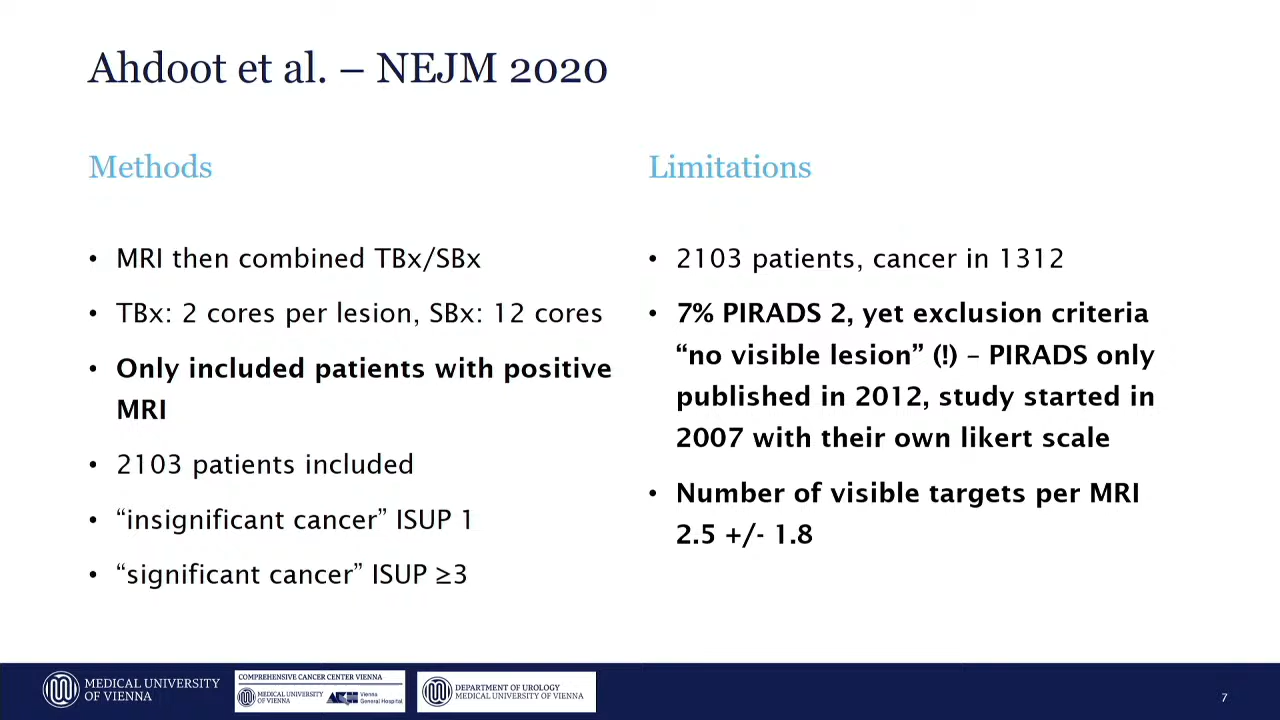 Ahdoot et al. – NEJM 2020
Methods
• MRI then combined TBx/SBx
• TBx: 2 cores per lesion, SBx: 12 cores
• Only included patients with positive
MRI
• 2103 patients included
• “insignificant cancer” ISUP 1
• “significant cancer” ISUP ≥3
Limitations
• 2103 patients, cancer in 1312
• 7% PIRADS 2, yet exclusion criteria
“no visible lesion” (!) – PIRADS only
published in 2012, study started in
2007 with their own likert scale
• Number of visible targets per MRI
2.5 +/- 1.8
MEDICAL UNIVERSITY
OF VIENNA
COMPREHENSIVE CANCER CENTER VIENNA
MEDICAL UNIVERSITY
OF VIENNA
AKH
Vienna
General Hospital
DEPARTMENT OF UROLOGY
MEDICAL UNIVERSITY OF VIENNA
7